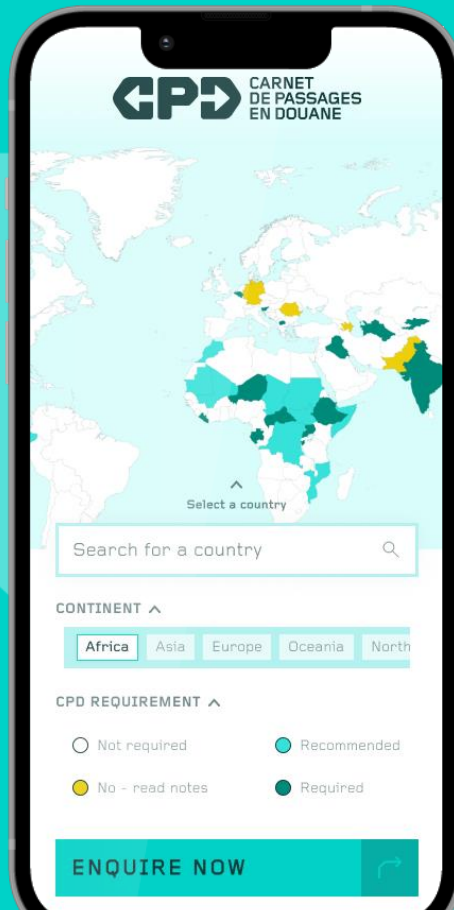 CPD
CARNET
DE PASSAGES
EN DOUANE
Select a country
Search for a country
CONTINENT
Africa Asia Europe Oceania North
CPD REQUIREMENT
Not required Recommended
No - read notes Required
ENQUIRE NOW